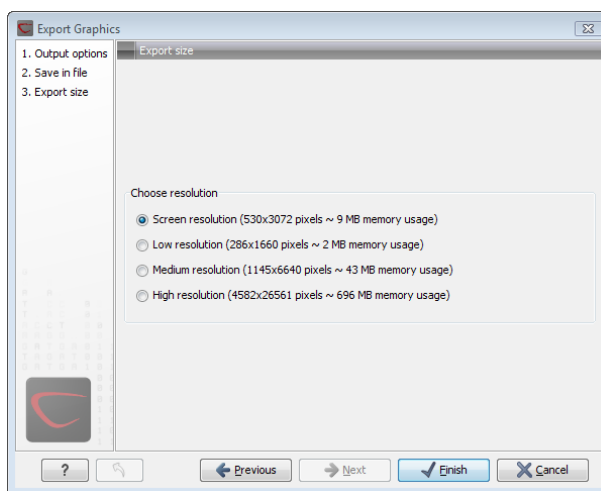 Export Graphics
1. Output options
2. Save in file
3. Export size
Export size
Choose resolution
Screen resolution (530x3072 pixels ~ 9 MB memory usage)
Low resolution (286x1660 pixels ~ 2 MB memory usage)
Medium resolution (1145x6640 pixels ~ 43 MB memory usage)
High resolution (4582x26561 pixels ~ 696 MB memory usage)
?
Previous
Next
Finish
Cancel